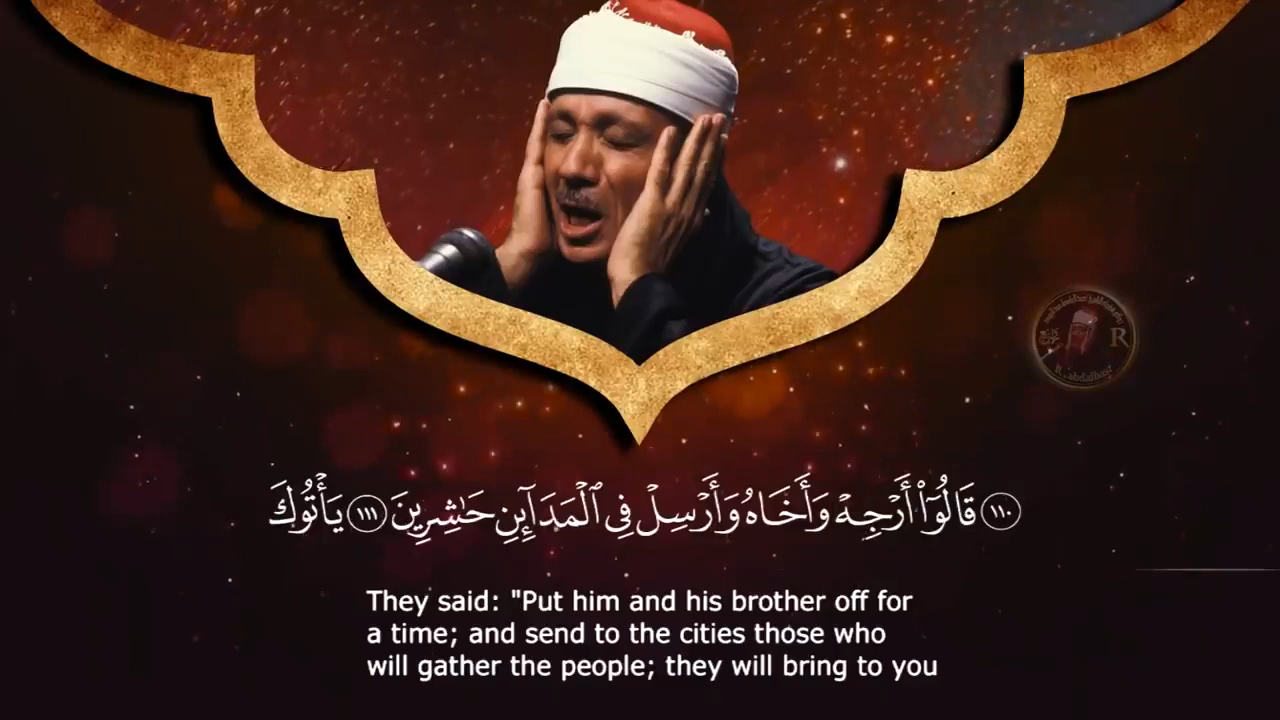 ١١٠ قَالُوٓا۟ أَرْجِهْ وَأَخَاهُ وَأَرْسِلْ فِى ٱلْمَدَآئِنِ حَـٰشِرِينَ ١١١ يَأْتُوكَ
R
They said: "Put him and his brother off for
a time; and send to the cities those who
will gather the people; they will bring to you